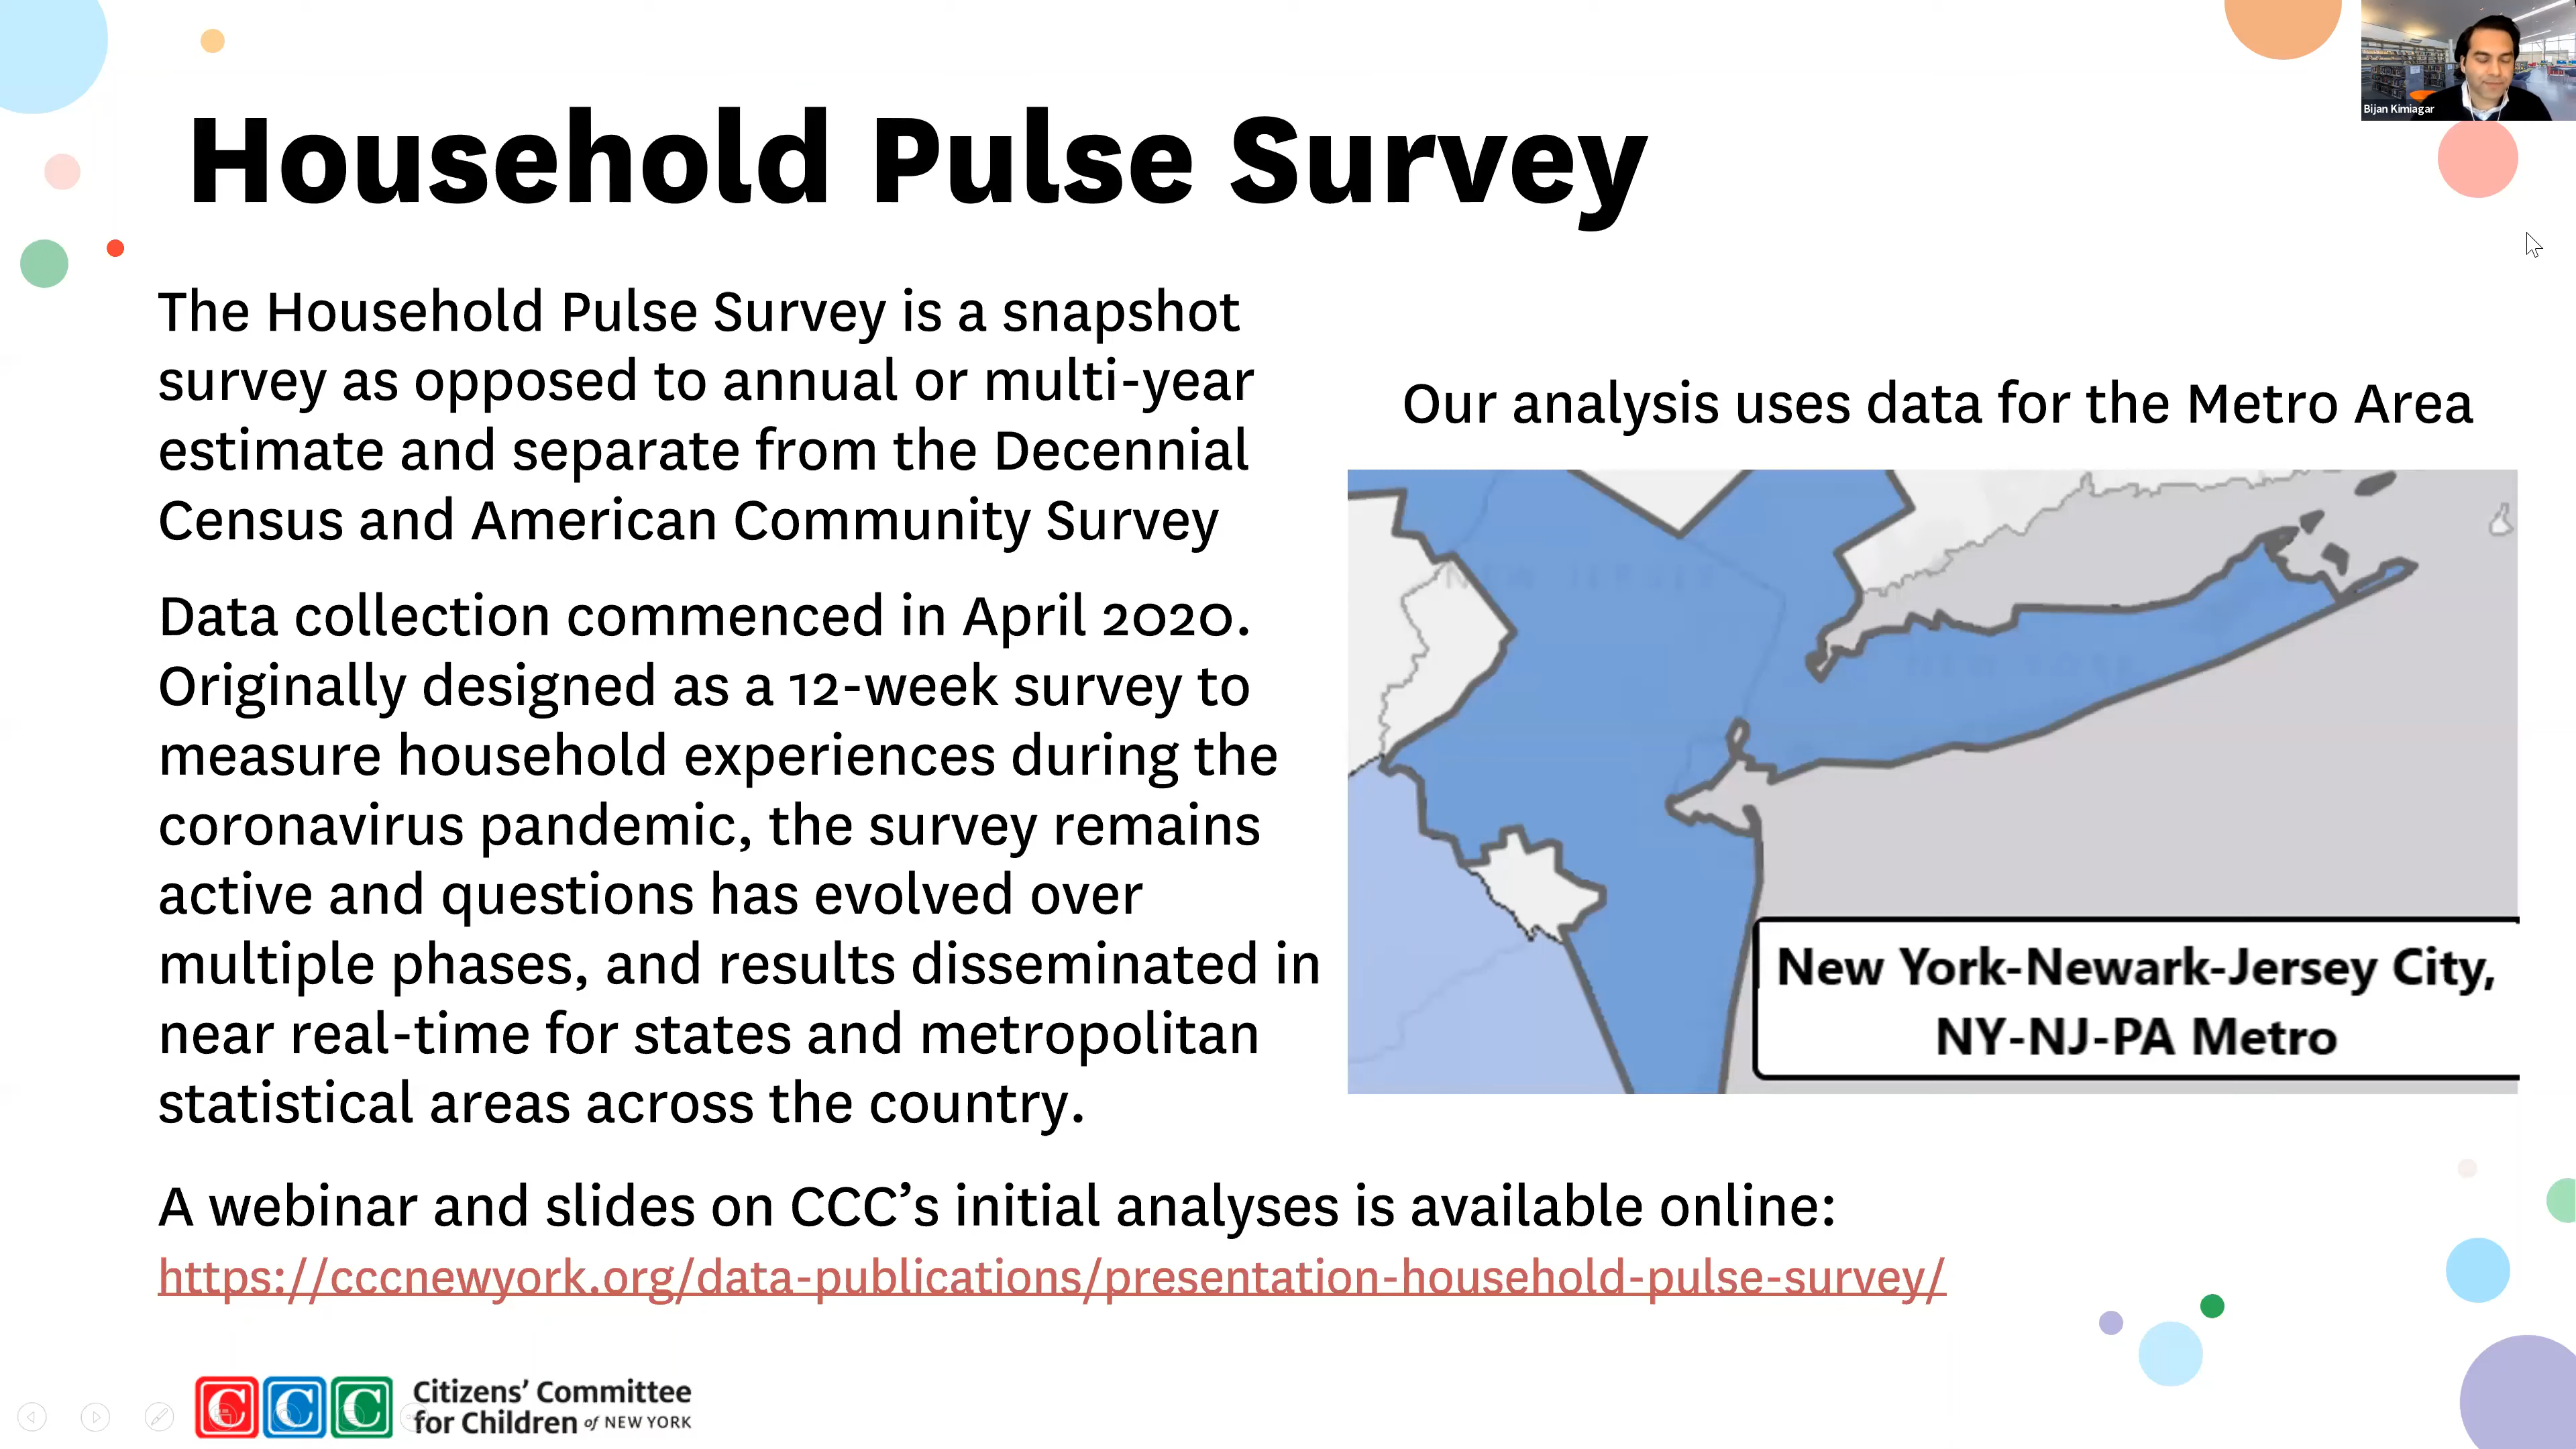 Bijan Kimiagar
Household Pulse Survey
The Household Pulse Survey is a snapshot
survey as opposed to annual or multi-year
estimate and separate from the Decennial
Census and American Community Survey
Data collection commenced in April 2020.
Originally designed as a 12-week survey to
measure household experiences during the
coronavirus pandemic, the survey remains
active and questions has evolved over
multiple phases, and results disseminated in
near real-time for states and metropolitan
statistical areas across the country.
Our analysis uses data for the Metro Area
NEW JERSEY
NEW YORK
New York-Newark-Jersey City,
NY-NJ-PA Metro
A webinar and slides on CCC’s initial analyses is available online:
https://cccnewyork.org/data-publications/presentation-household-pulse-survey/
C C C
Citizens’ Committee
for Children of NEW YORK